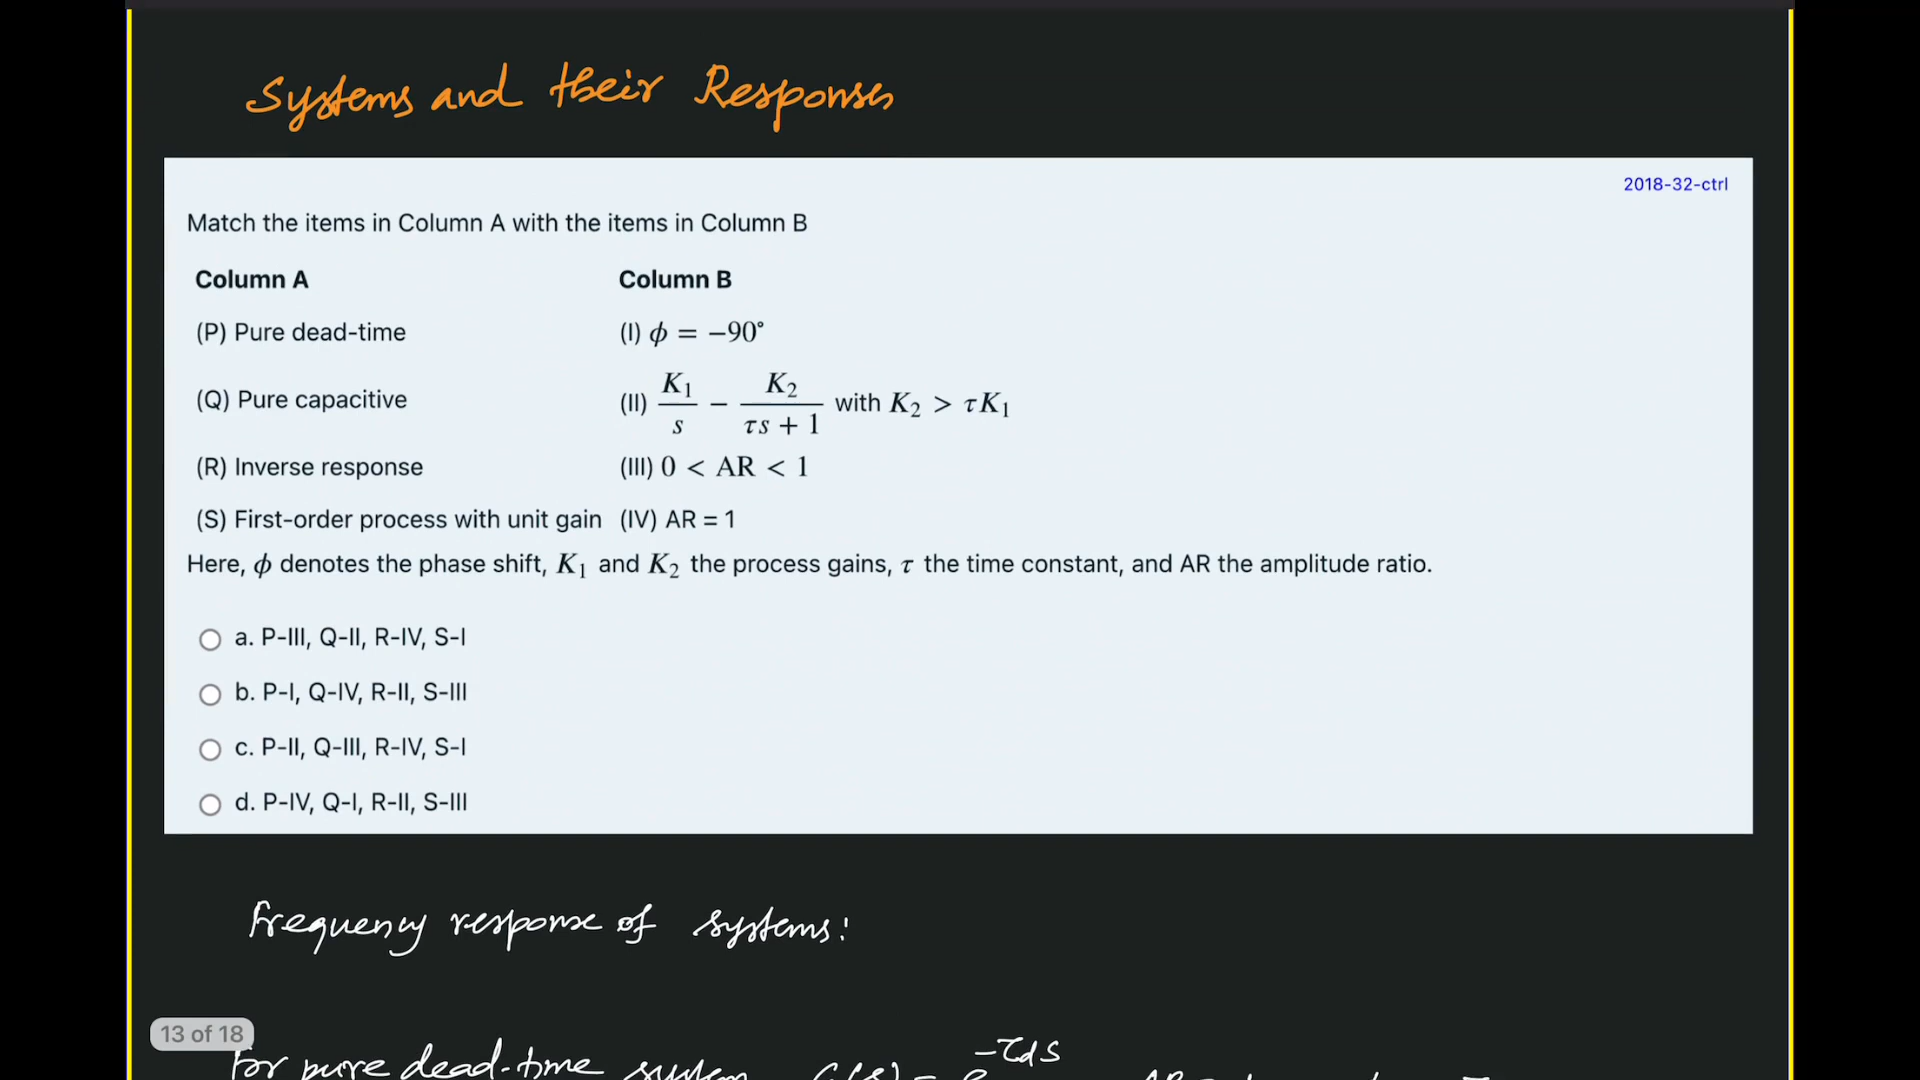 Systems and their Responses
2018-32-ctrl
Match the items in Column A with the items in Column B
Column A Column B
(P) Pure dead-time (I) ϕ = −90°
(Q) Pure capacitive (II) K₁/s − K₂/(τs + 1) with K₂ > τK₁
(R) Inverse response (III) 0 < AR < 1
(S) First-order process with unit gain (IV) AR = 1
Here, ϕ denotes the phase shift, K₁ and K₂ the process gains, τ the time constant, and AR the amplitude ratio.
a. P-III, Q-II, R-IV, S-I
b. P-I, Q-IV, R-II, S-III
c. P-II, Q-III, R-IV, S-I
d. P-IV, Q-I, R-II, S-III
Frequency response of systems:
13 of 18
For pure dead-time system G(s) = e^(−τds)